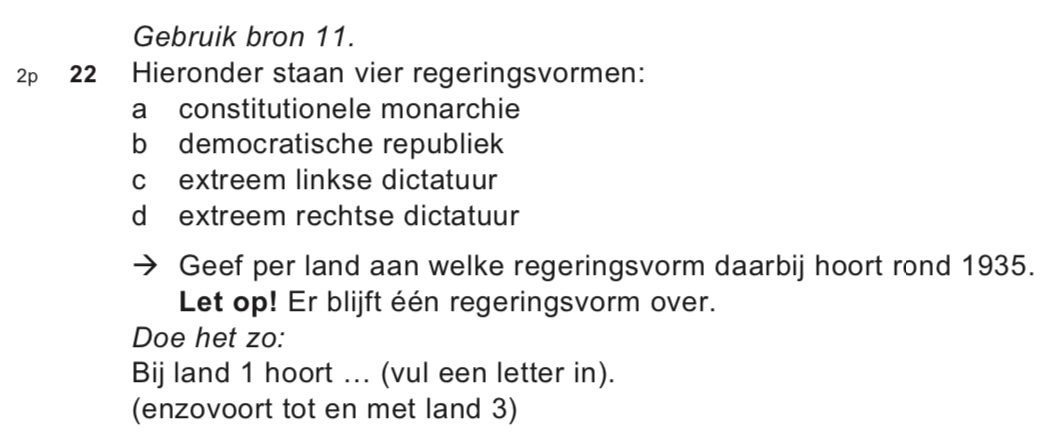 Gebruik bron 11.
2p 22 Hieronder staan vier regeringsvormen:
a constitutionele monarchie
b democratische republiek
c extreem linkse dictatuur
d extreem rechtse dictatuur
→ Geef per land aan welke regeringsvorm daarbij hoort rond 1935.
Let op! Er blijft één regeringsvorm over.
Doe het zo:
Bij land 1 hoort … (vul een letter in).
(enzovoort tot en met land 3)